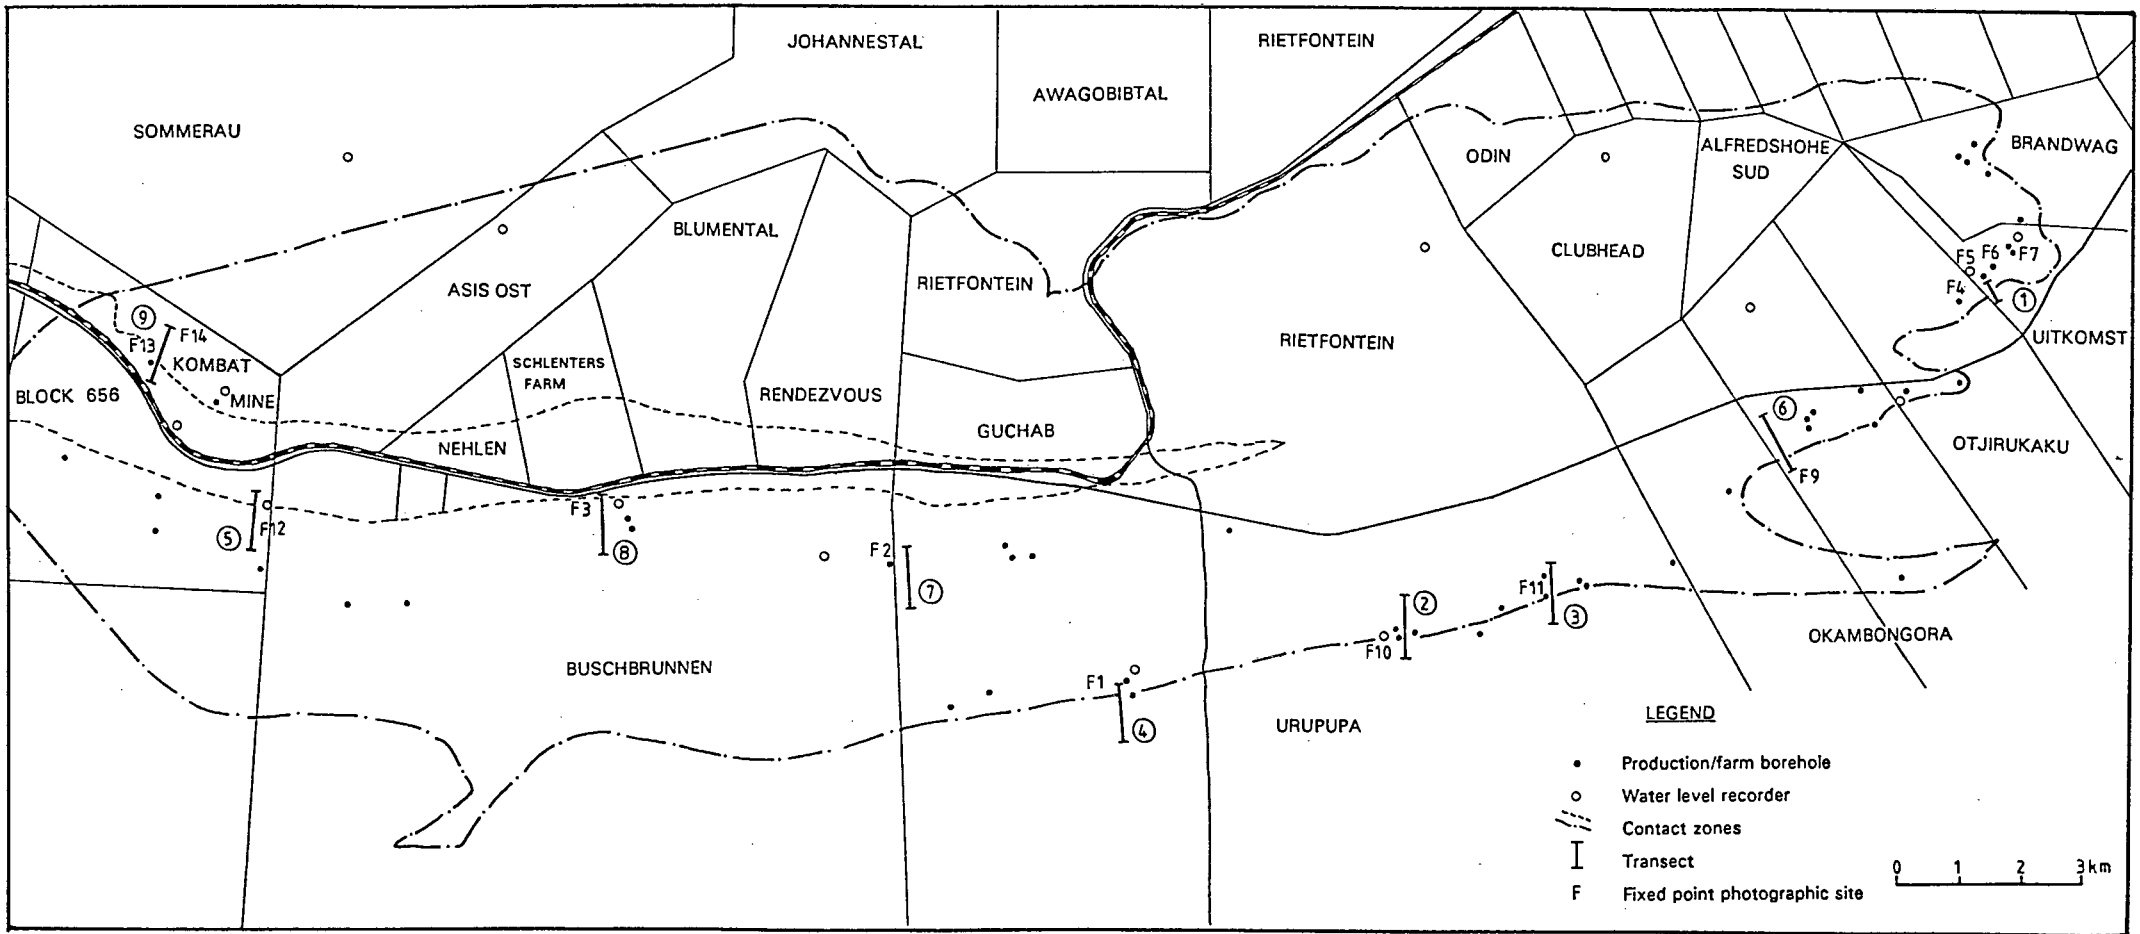 JOHANNESTAL
RIETFONTEIN
AWAGOBIBTAL
SOMMERAU
ODIN
ALFREDSHOHE
SUD
BRANDWAG
BLUMENTAL
CLUBHEAD
F5 F6 F7
ASIS OST
RIETFONTEIN
F4
1
9
F14
F13
KOMBAT
RIETFONTEIN
UITKOMST
SCHLENTERS
FARM
BLOCK 656
MINE
RENDEZVOUS
6
GUCHAB
NEHLEN
OTJIRUKAKU
F9
F3
F12
5
8
F2
7
F11
2
3
F10
OKAMBONGORA
BUSCHBRUNNEN
F1
4
URUPUPA
LEGEND
Production/farm borehole
Water level recorder
Contact zones
Transect
F Fixed point photographic site
0 1 2 3 km